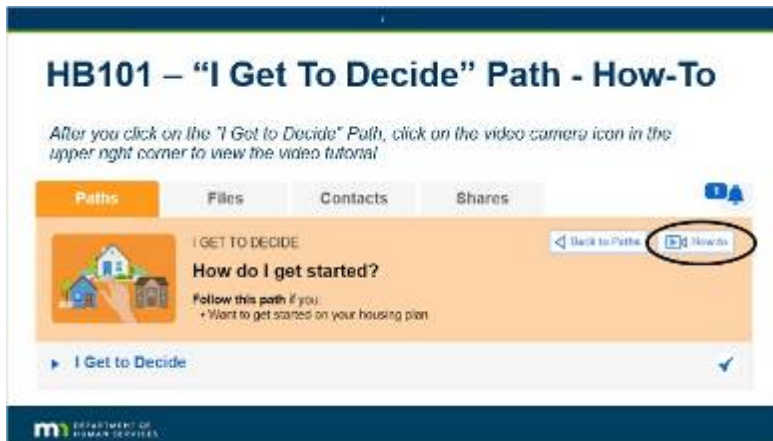 HB101 – “I Get To Decide” Path - How-To
After you click on the "I Get to Decide" Path, click on the video camera icon in the
upper right corner to view the video tutorial
Paths
Files
Contacts
Shares
1
I GET TO DECIDE
Back to Paths
How-to
How do I get started?
Follow this path if you
• Want to get started on your housing plan
I Get to Decide
mn DEPARTMENT OF
HUMAN SERVICES